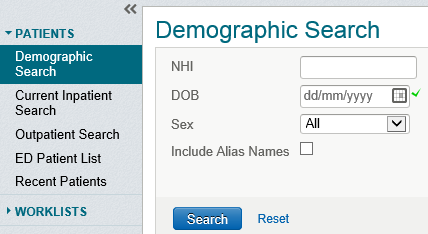 PATIENTS
Demographic
Search
Current Inpatient
Search
Outpatient Search
ED Patient List
Recent Patients
WORKLISTS
Demographic Search
NHI
DOB dd/mm/yyyy
Sex All
Include Alias Names
Search Reset